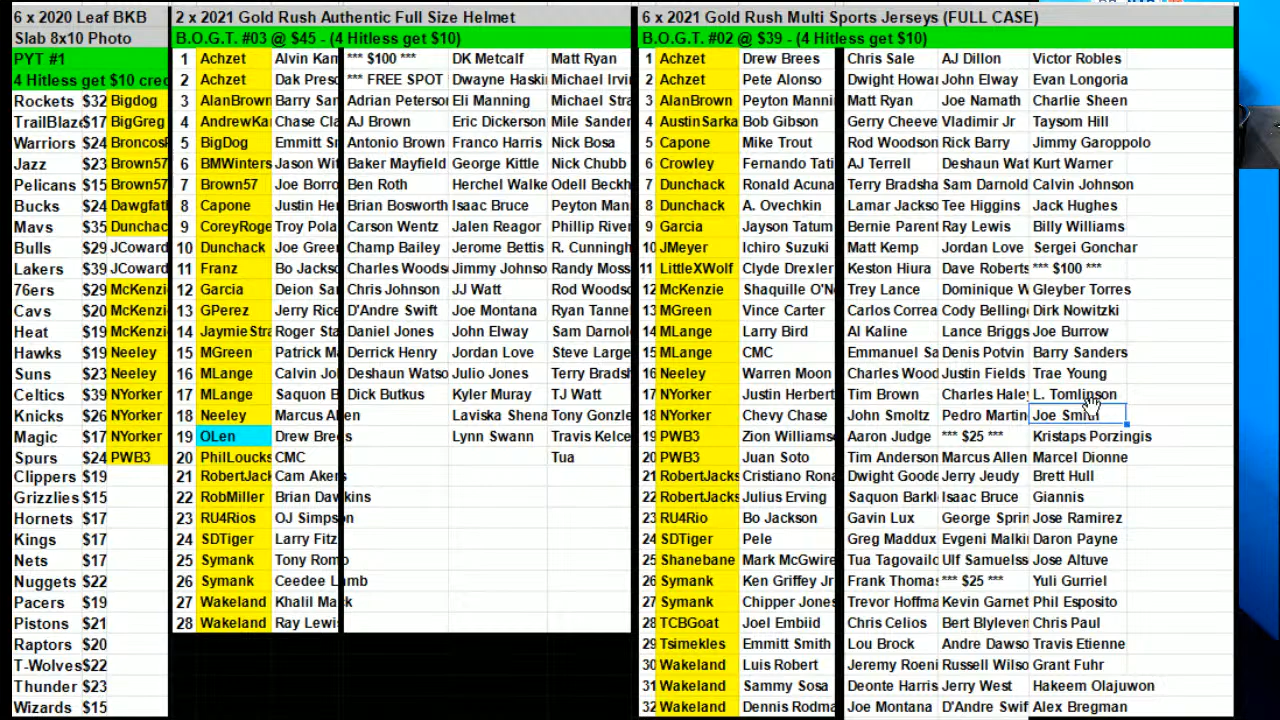 6 x 2020 Leaf BKB
Slab 8x10 Photo
PYT #1
4 Hitless get $10 cred
Rockets $32 Bigdog
TrailBlaze $17 BigGreg
Warriors $24 Broncos
Jazz $23 Brown57
Pelicans $15 Brown57
Bucks $24 Dawgfath
Mavs $35 Dunchac
Bulls $29 JCoward
Lakers $39 JCoward
76ers $29 McKenzi
Cavs $20 McKenzi
Heat $19 McKenzi
Hawks $19 Neeley
Suns $23 Neeley
Celtics $39 NYorker
Knicks $26 NYorker
Magic $17 NYorker
Spurs $24 PWB3
Clippers $19
Grizzlies $15
Hornets $17
Kings $17
Nets $17
Nuggets $22
Pacers $19
Pistons $21
Raptors $20
T-Wolves $22
Thunder $23
Wizards $15
2 x 2021 Gold Rush Authentic Full Size Helmet
B.O.G.T. #03 @ $45 - (4 Hitless get $10)
1 Achzet Alvin Kam *** $100 *** DK Metcalf Matt Ryan
2 Achzet Dak Presc *** FREE SPOT Dwayne Haski Michael Irvi
3 AlanBrown Barry San Adrian Peterso Eli Manning Michael Stra
4 AndrewKa Chase Cla AJ Brown Eric Dickerson Mile Sander
5 BigDog Emmitt S Antonio Brown Franco Harris Nick Bosa
6 BMWinters Jason Wit Baker Mayfield George Kittle Nick Chubb
7 Brown57 Joe Borro Ben Roth Herchel Walke Odell Beckh
8 Capone Justin He Brian Bosworth Isaac Bruce Peyton Man
9 CoreyRoge Troy Pola Carson Wentz Jalen Reagor Phillip River
10 Dunchack Joe Green Champ Bailey Jerome Bettis R. Cunningh
11 Franz Bo Jackso Charles Woods Jimmy Johnso Randy Moss
12 Garcia Deion San Chris Johnson JJ Watt Rod Woodso
13 GPerez Jerry Rice D'Andre Swift Joe Montana Ryan Tanne
14 JaymieStra Roger Sta Daniel Jones John Elway Sam Darnol
15 MGreen Patrick M Derrick Henry Jordan Love Steve Large
16 MLange Calvin Jo Deshaun Watso Julio Jones Terry Brads
17 MLange Saquon B Dick Butkus Kyler Muray TJ Watt
18 Neeley Marcus Allen Laviska Shena Tony Gonzle
19 OLen Drew Brees Lynn Swann Travis Kelce
20 PhilLoucks CMC Tua
21 RobertJack Cam Akers
22 RobMiller Brian Dawkins
23 RU4Rios OJ Simpson
24 SDTiger Larry Fitz
25 Symank Tony Romo
26 Symank Ceedee Lamb
27 Wakeland Khalil Mack
28 Wakeland Ray Lewis
6 x 2021 Gold Rush Multi Sports Jerseys (FULL CASE)
B.O.G.T. #02 @ $39 - (4 Hitless get $10)
1 Achzet Drew Brees Chris Sale AJ Dillon Victor Robles
2 Achzet Pete Alonso Dwight Howar John Elway Evan Longoria
3 AlanBrown Peyton Manni Matt Ryan Joe Namath Charlie Sheen
4 AustinSarka Bob Gibson Gerry Cheeve Vladimir Jr Taysom Hill
5 Capone Mike Trout Rod Woodson Rick Barry Jimmy Garoppolo
6 Crowley Fernando Tati AJ Terrell Deshaun Wat Kurt Warner
7 Dunchack Ronald Acuna Terry Bradsha Sam Darnold Calvin Johnson
8 Dunchack A. Ovechkin Lamar Jackso Tee Higgins Jack Hughes
9 Garcia Jayson Tatum Bernie Parent Ray Lewis Billy Williams
10 JMeyer Ichiro Suzuki Matt Kemp Jordan Love Sergei Gonchar
11 LittleXWolf Clyde Drexler Keston Hiura Dave Roberts *** $100 ***
12 McKenzie Shaquille O'N Trey Lance Dominique W Gleyber Torres
13 MGreen Vince Carter Carlos Correa Cody Bellinge Dirk Nowitzki
14 MLange Larry Bird Al Kaline Lance Briggs Joe Burrow
15 MLange CMC Emmanuel Sa Denis Potvin Barry Sanders
16 Neeley Warren Moon Charles Wood Justin Fields Trae Young
17 NYorker Justin Herbert Tim Brown Charles Haley L. Tomlinson
18 NYorker Chevy Chase John Smoltz Pedro Martin Joe Smith
19 PWB3 Zion Williams Aaron Judge *** $25 *** Kristaps Porzingis
20 PWB3 Juan Soto Tim Anderson Marcus Allen Marcel Dionne
21 RobertJacks Cristiano Rona Dwight Goode Jerry Jeudy Brett Hull
22 RobertJacks Julius Erving Saquon Barkl Isaac Bruce Giannis
23 RU4Rio Bo Jackson Gavin Lux George Sprin Jose Ramirez
24 SDTiger Pele Greg Maddux Evgeni Malki Daron Payne
25 Shanebane Mark McGwire Tua Tagovailo Ulf Samuelss Jose Altuve
26 Symank Ken Griffey Jr Frank Thomas *** $25 *** Yuli Gurriel
27 Symank Chipper Jones Trevor Hoffma Kevin Garnet Phil Esposito
28 TCBGoat Joel Embiid Chris Celios Bert Blyleven Chris Paul
29 Tsimekles Emmitt Smith Lou Brock Andre Dawso Travis Etienne
30 Wakeland Luis Robert Jeremy Roeni Russell Wilso Grant Fuhr
31 Wakeland Sammy Sosa Deonte Harris Jerry West Hakeem Olajuwon
32 Wakeland Dennis Rodma Joe Montana D'Andre Swif Alex Bregman